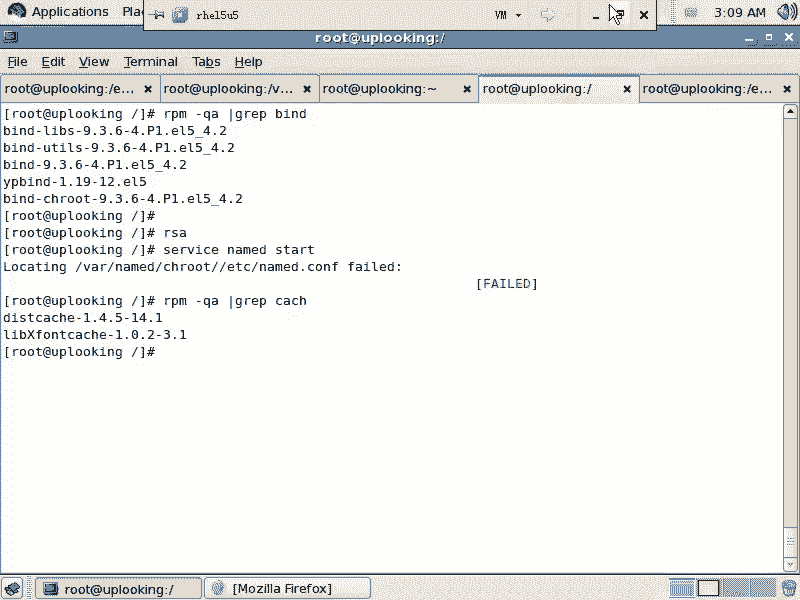 Applications Pla rhel5u5 VM 3:09 AM
root@uplooking:/
File Edit View Terminal Tabs Help
root@uplooking:/e... root@uplooking:/v... root@uplooking:~ root@uplooking:/ root@uplooking:/e...
[root@uplooking /]# rpm -qa |grep bind
bind-libs-9.3.6-4.P1.el5_4.2
bind-utils-9.3.6-4.P1.el5_4.2
bind-9.3.6-4.P1.el5_4.2
ypbind-1.19-12.el5
bind-chroot-9.3.6-4.P1.el5_4.2
[root@uplooking /]#
[root@uplooking /]# rsa
[root@uplooking /]# service named start
Locating /var/named/chroot//etc/named.conf failed:
[FAILED]
[root@uplooking /]# rpm -qa |grep cach
distcache-1.4.5-14.1
libXfontcache-1.0.2-3.1
[root@uplooking /]#
root@uplooking:/ [Mozilla Firefox]